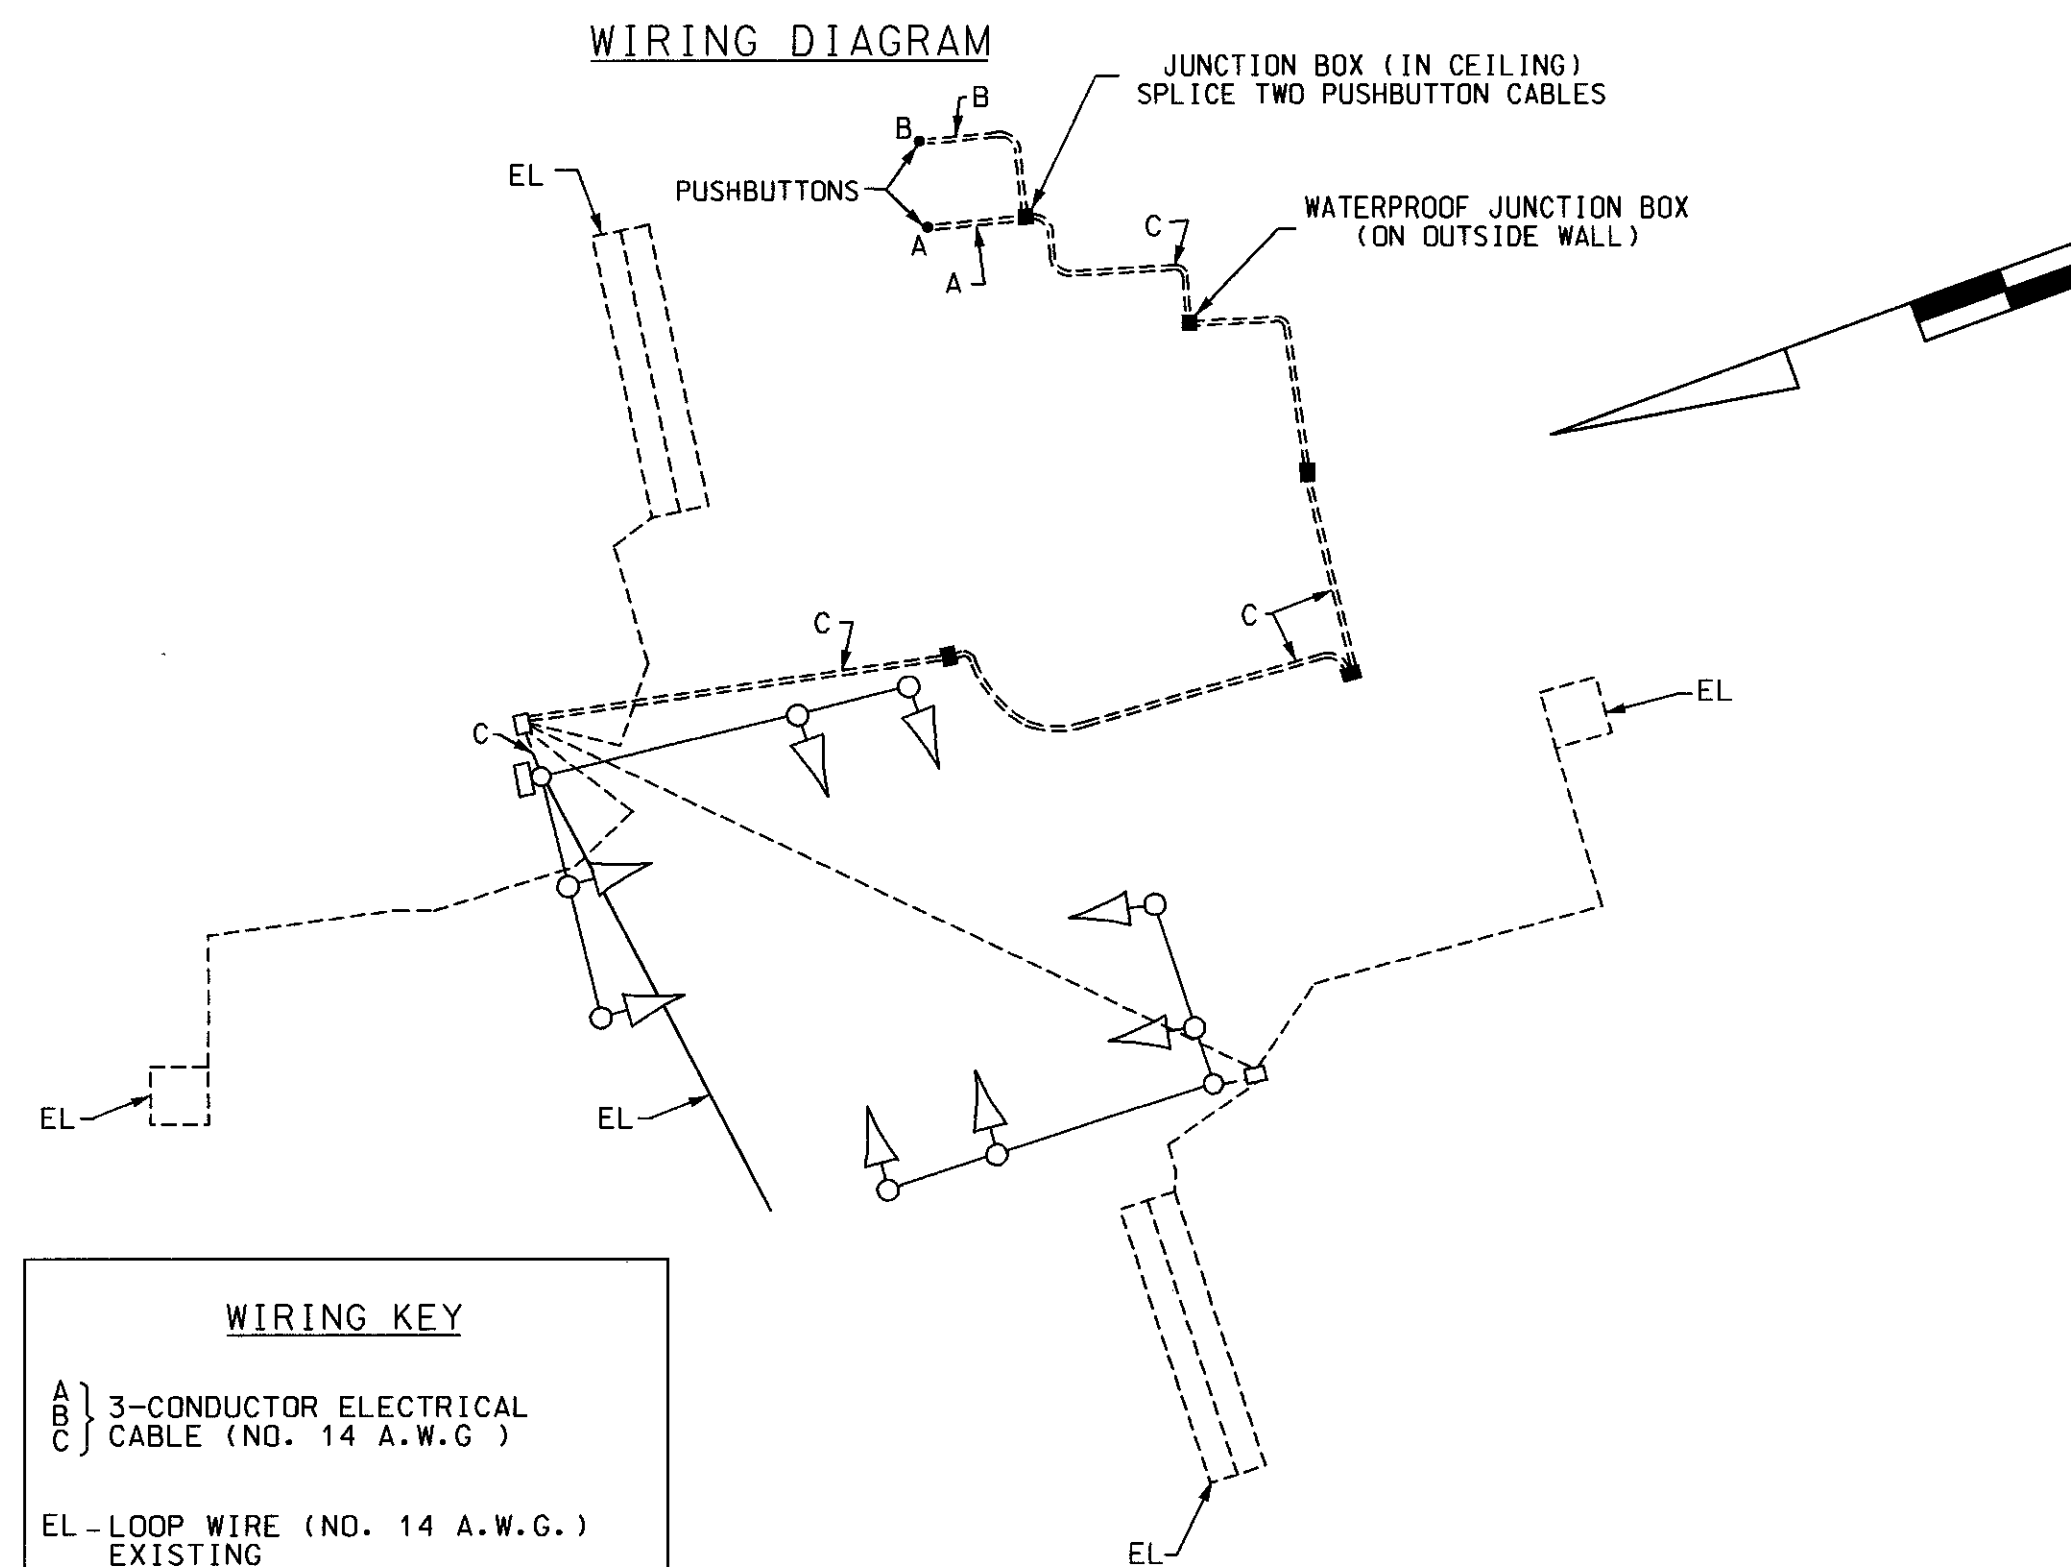 WIRING DIAGRAM
JUNCTION BOX (IN CEILING)
SPLICE TWO PUSHBUTTON CABLES
B
B
EL
PUSHBUTTONS
WATERPROOF JUNCTION BOX
(ON OUTSIDE WALL)
C
A
A
C
C
EL
C
EL
EL
WIRING KEY
A
B
C
3-CONDUCTOR ELECTRICAL
CABLE (NO. 14 A.W.G )
EL - LOOP WIRE (NO. 14 A.W.G.)
EXISTING
EL